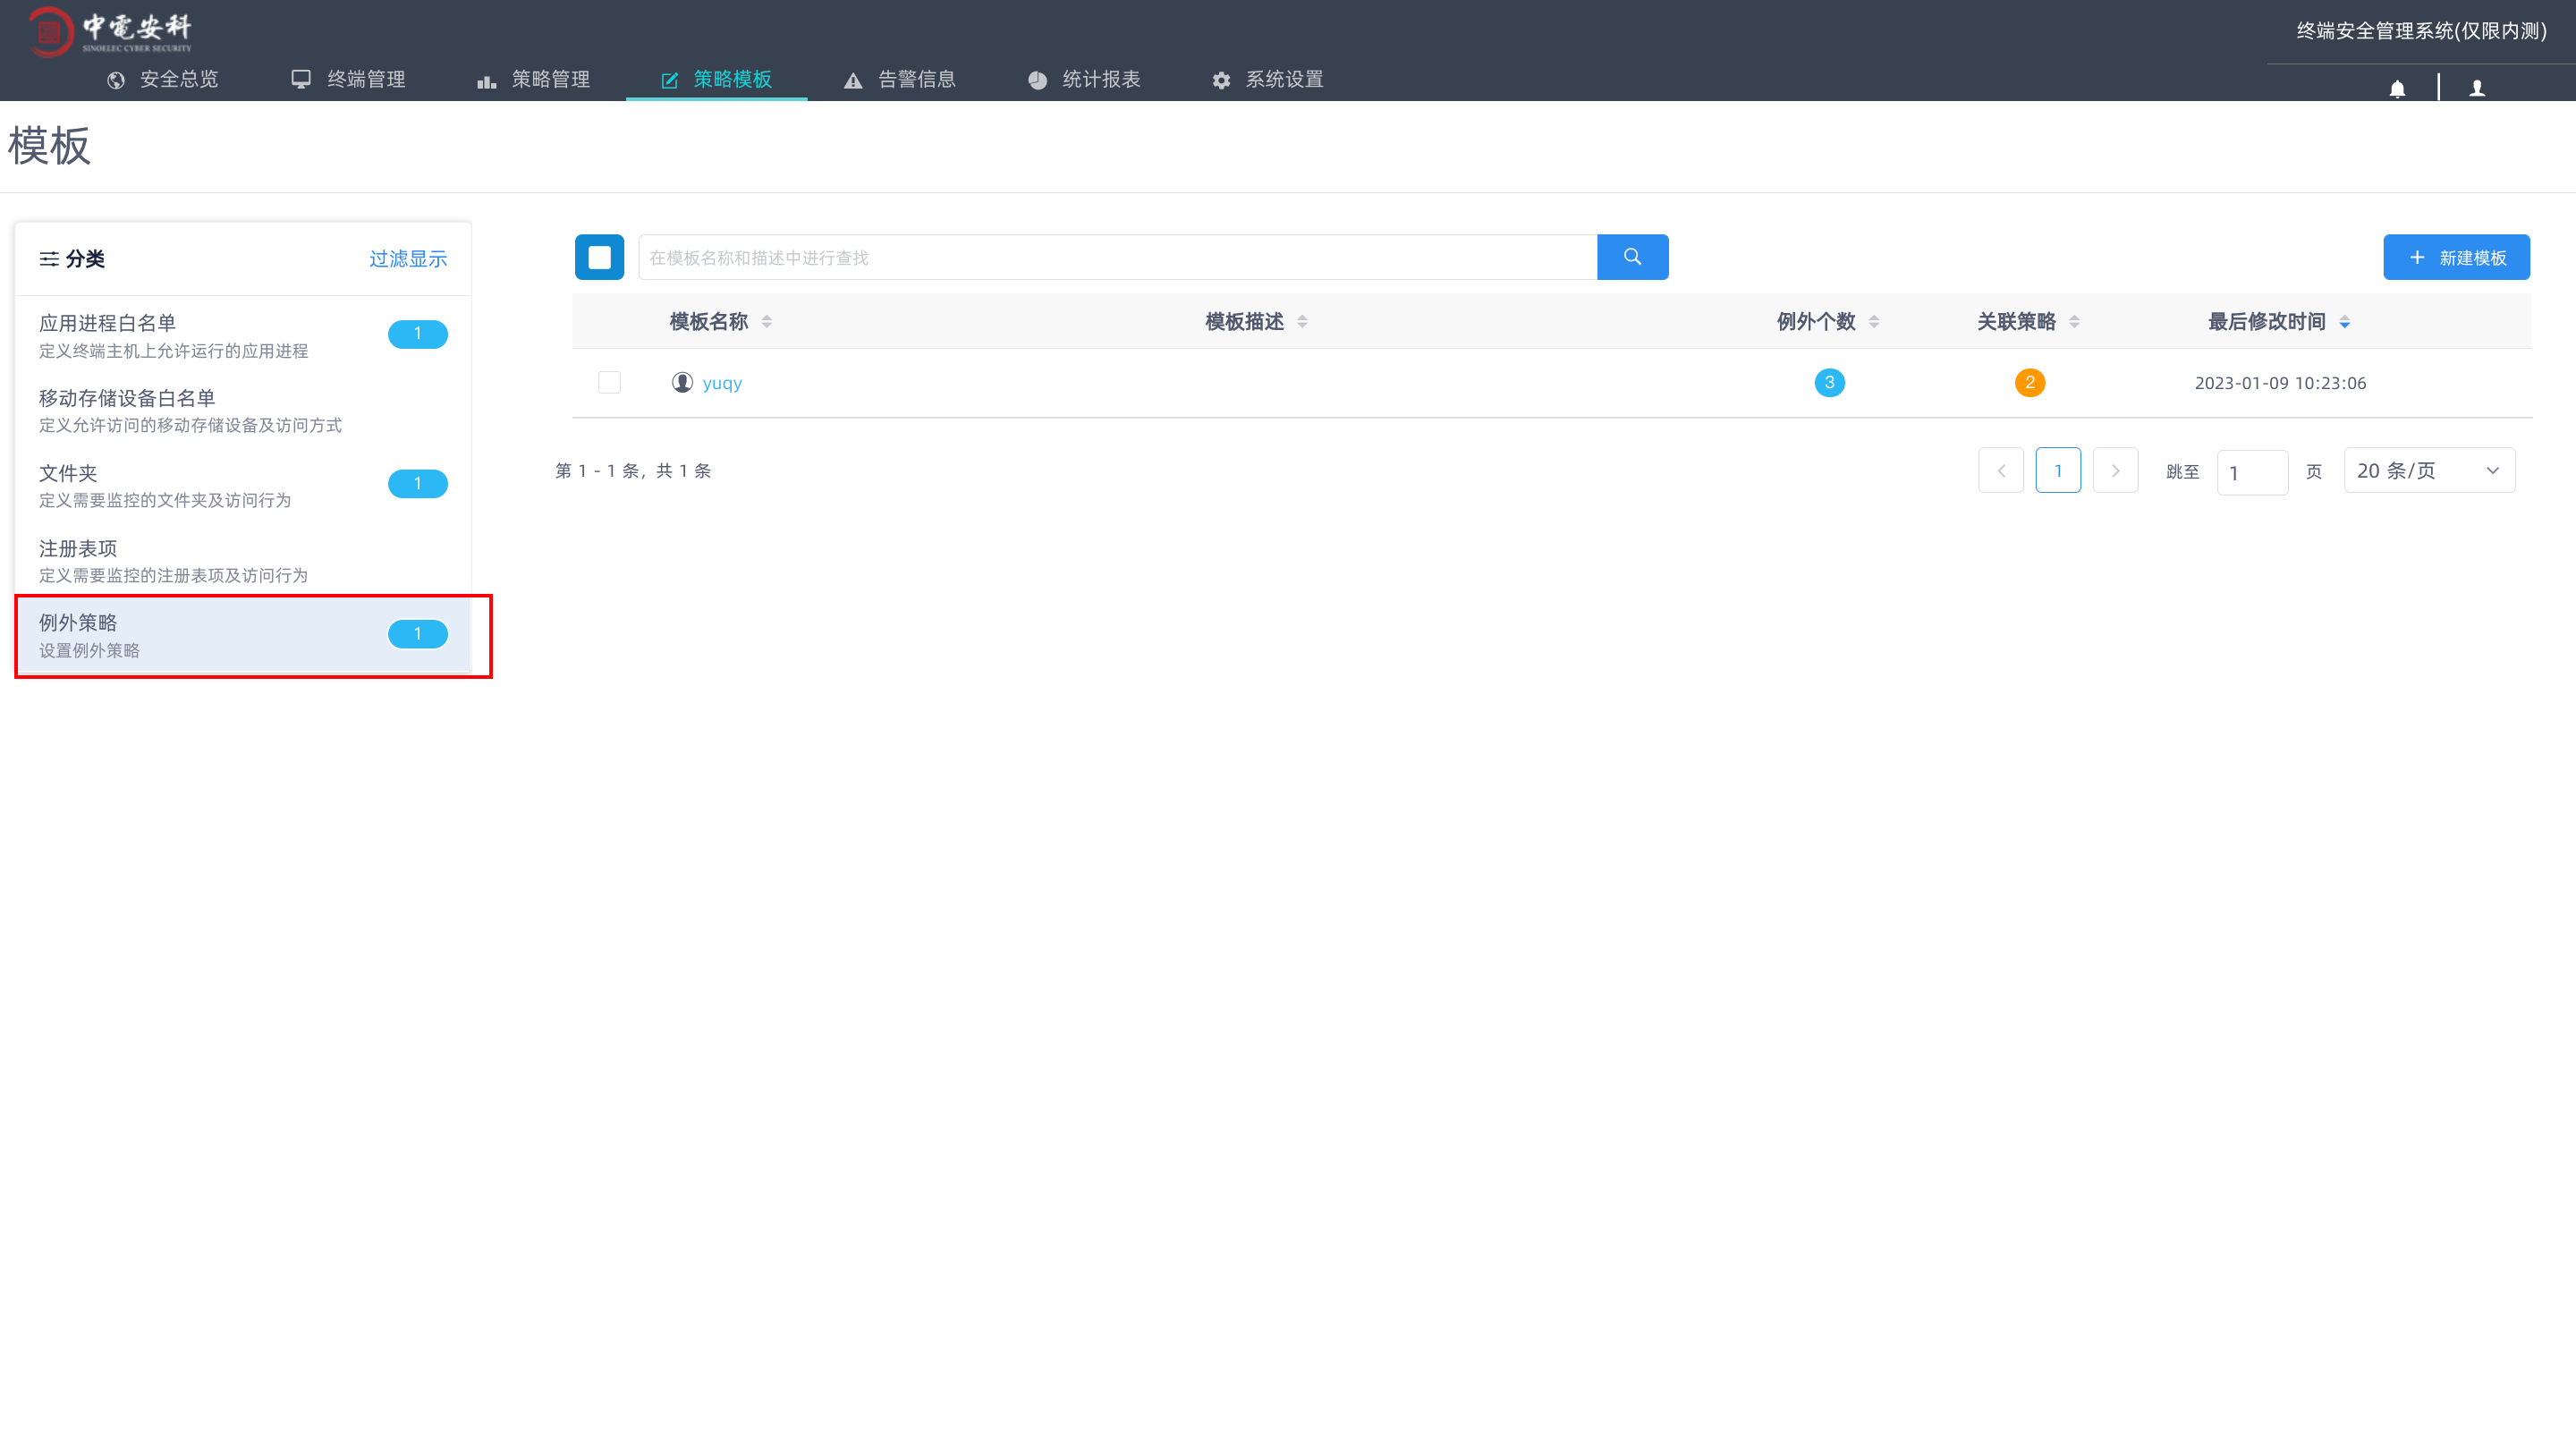 中電安科
SINOELEC CYBER SECURITY
终端安全管理系统(仅限内测)
安全总览 终端管理 策略管理 策略模板 告警信息 统计报表 系统设置
模板
分类 过滤显示
应用进程白名单
定义终端主机上允许运行的应用进程
1
移动存储设备白名单
定义允许访问的移动存储设备及访问方式
文件夹
定义需要监控的文件夹及访问行为
1
注册表项
定义需要监控的注册表项及访问行为
例外策略
设置例外策略
1
在模板名称和描述中进行查找
新建模板
模板名称 模板描述 例外个数 关联策略 最后修改时间
yuqy 3 2 2023-01-09 10:23:06
第 1 - 1 条，共 1 条
1 跳至 1 页 20 条/页